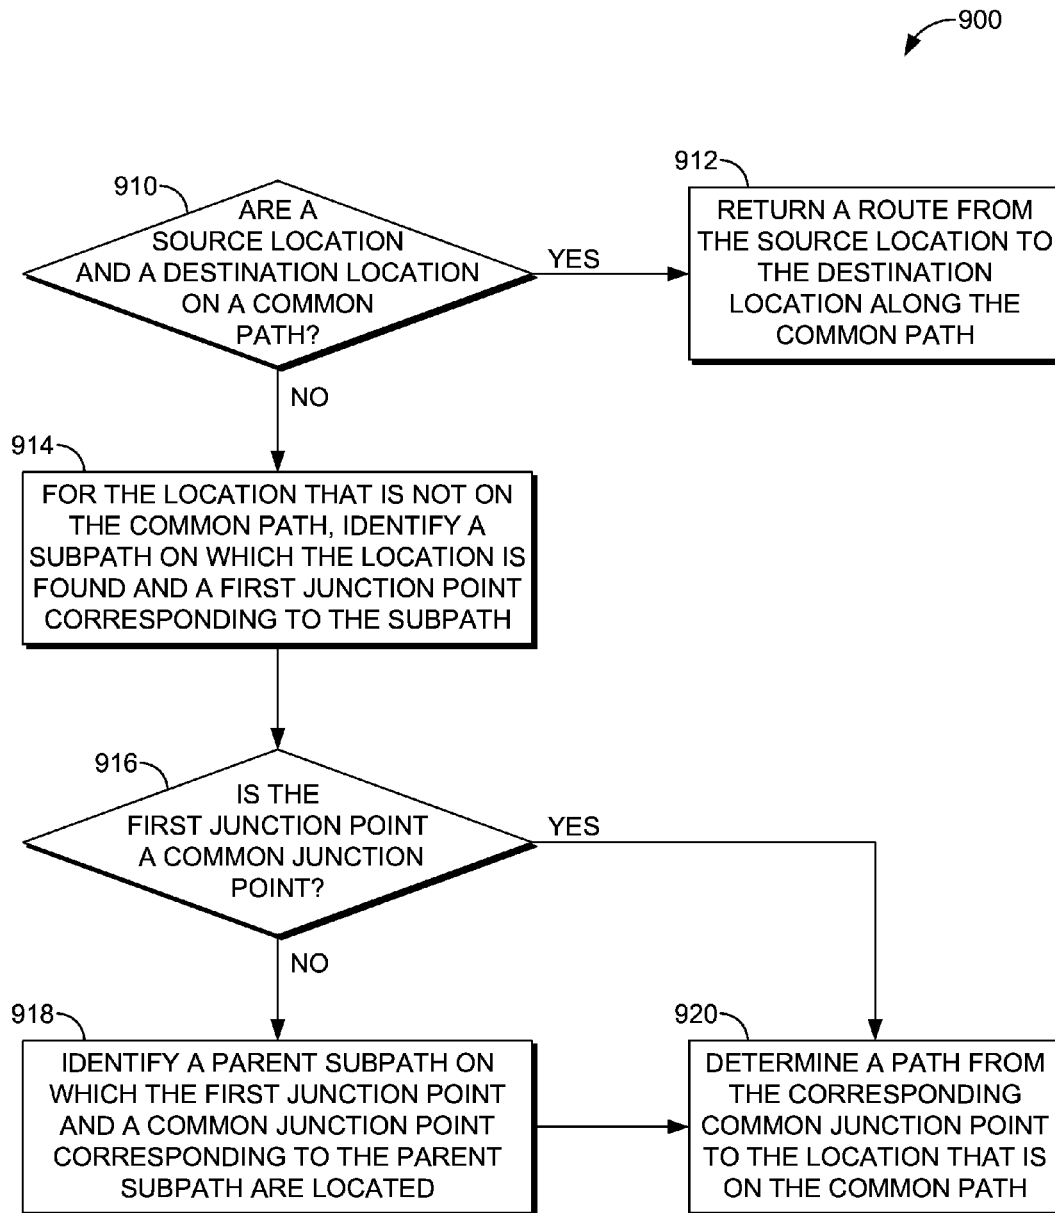 900
910
ARE A
SOURCE LOCATION
AND A DESTINATION LOCATION
ON A COMMON
PATH?
YES
912
RETURN A ROUTE FROM
THE SOURCE LOCATION TO
THE DESTINATION
LOCATION ALONG THE
COMMON PATH
NO
914
FOR THE LOCATION THAT IS NOT ON
THE COMMON PATH, IDENTIFY A
SUBPATH ON WHICH THE LOCATION IS
FOUND AND A FIRST JUNCTION POINT
CORRESPONDING TO THE SUBPATH
916
IS THE
FIRST JUNCTION POINT
A COMMON JUNCTION
POINT?
YES
NO
918
IDENTIFY A PARENT SUBPATH ON
WHICH THE FIRST JUNCTION POINT
AND A COMMON JUNCTION POINT
CORRESPONDING TO THE PARENT
SUBPATH ARE LOCATED
920
DETERMINE A PATH FROM
THE CORRESPONDING
COMMON JUNCTION POINT
TO THE LOCATION THAT IS
ON THE COMMON PATH